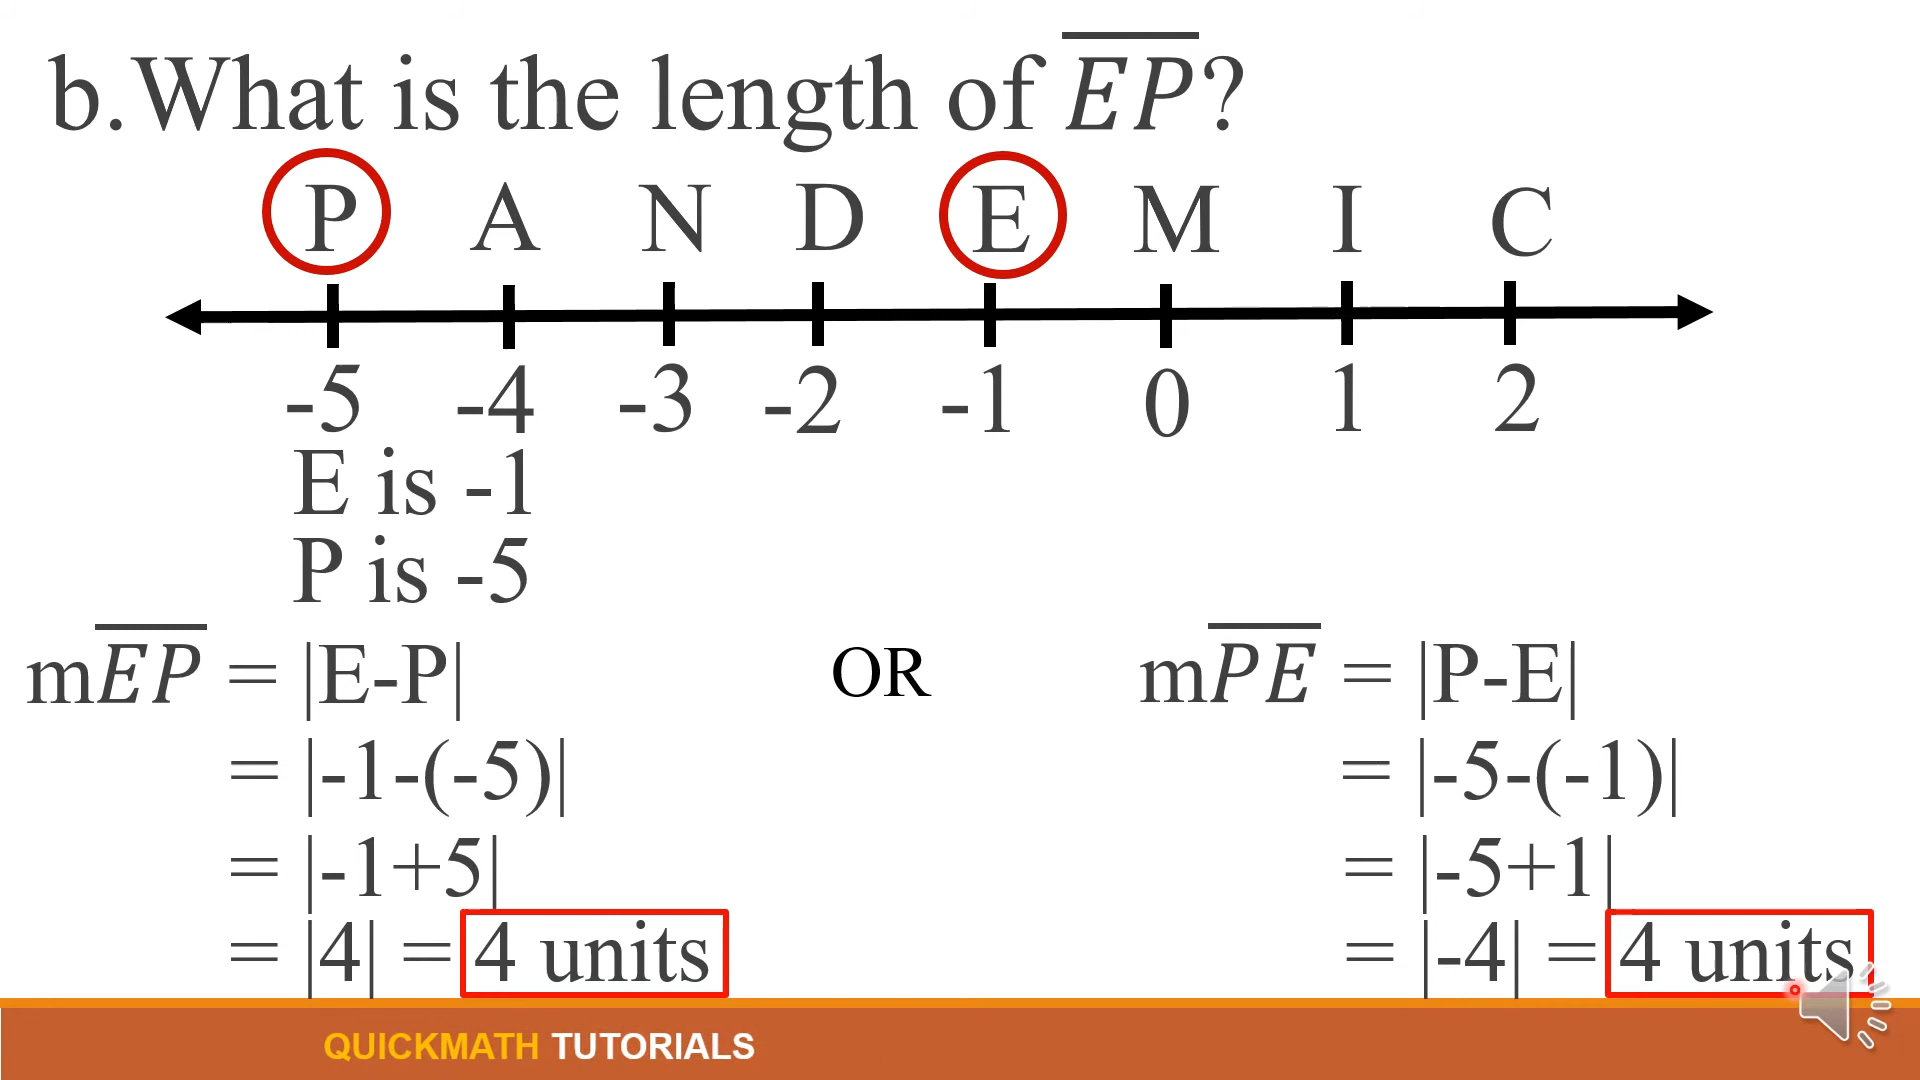 b.What is the length of EP?
P A N D E M I C
-5 -4 -3 -2 -1 0 1 2
E is -1
P is -5
mEP = |E-P| OR mPE = |P-E|
= |-1-(-5)| = |-5-(-1)|
= |-1+5| = |-5+1|
= |4| = 4 units = |-4| = 4 units
QUICKMATH TUTORIALS